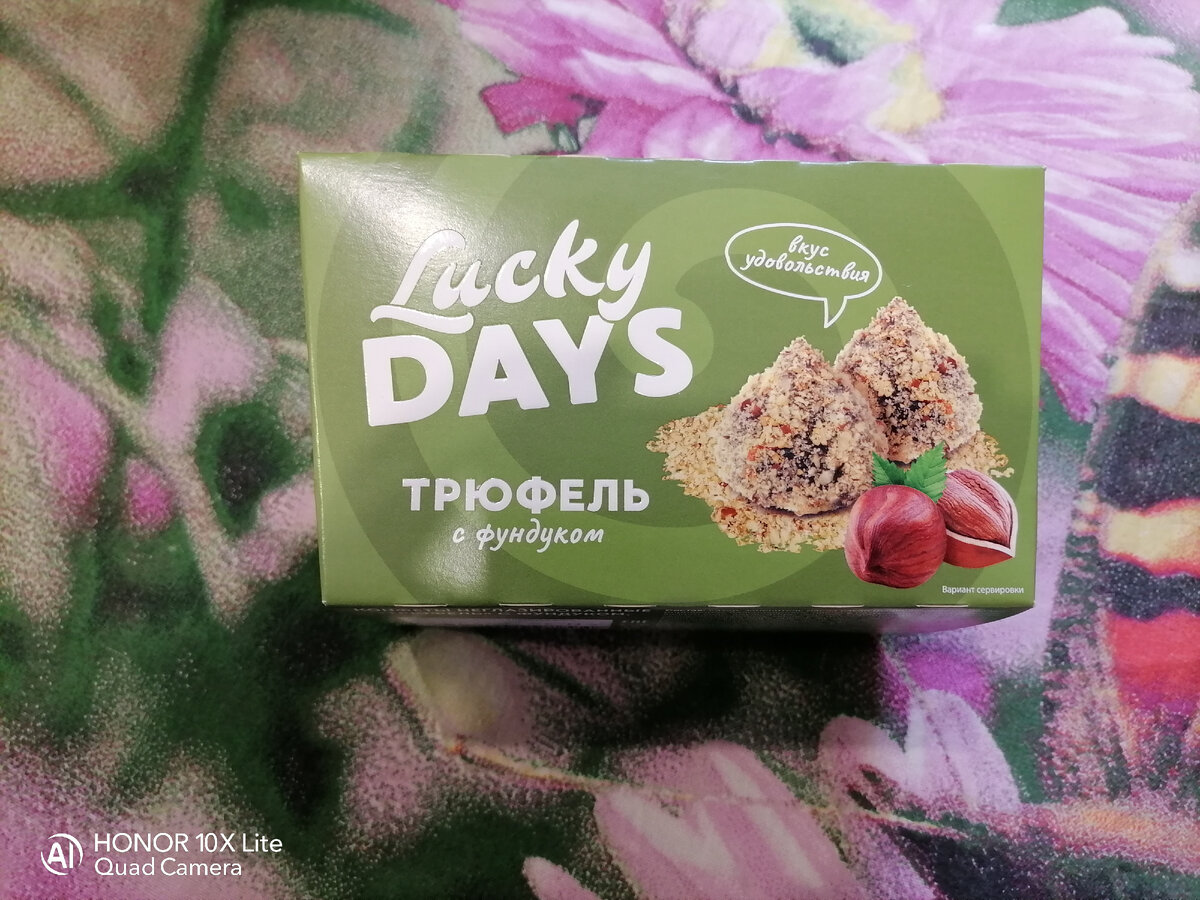 Lucky
DAYS
вкус
удовольствия
ТРЮФЕЛЬ
с фундуком
Вариант сервировки
HONOR 10X Lite
Quad Camera